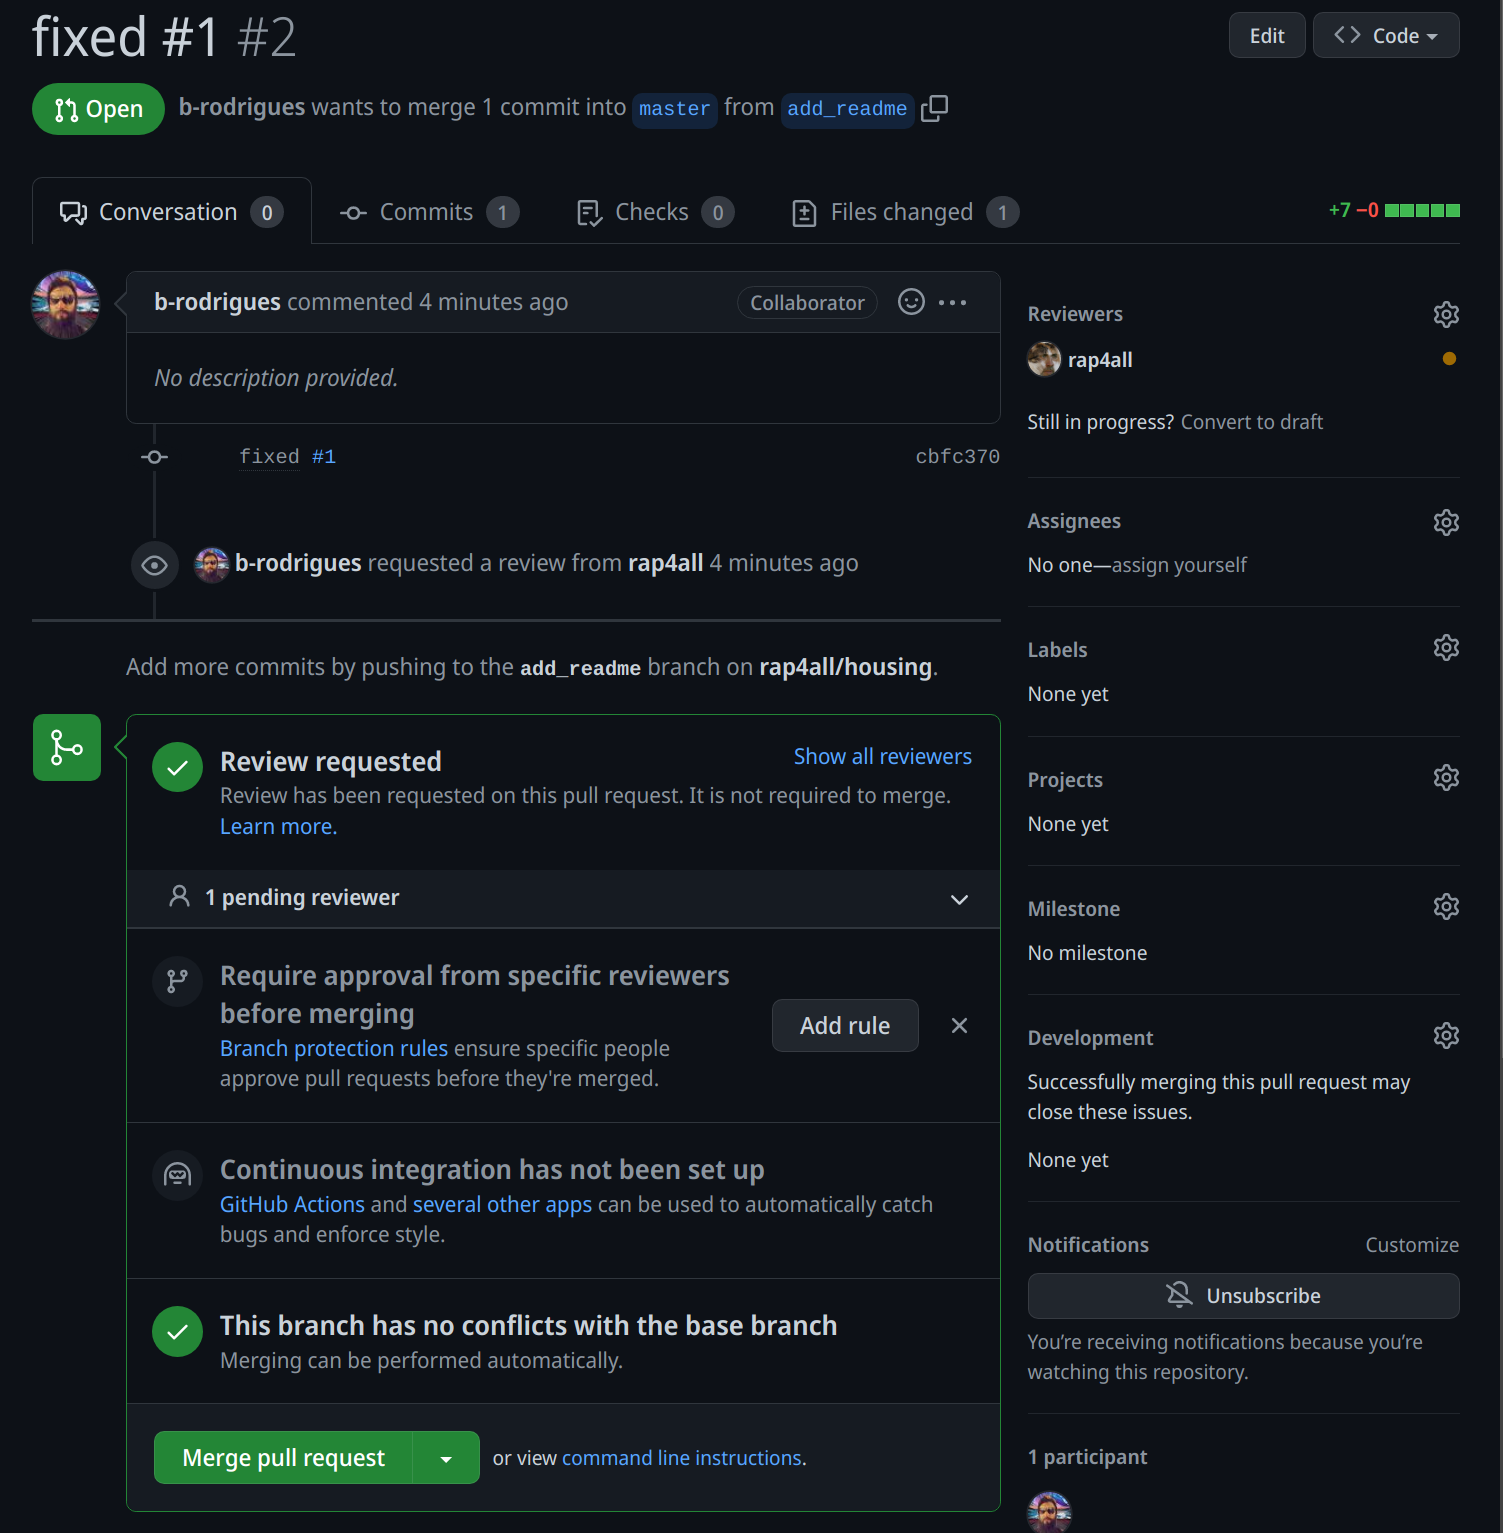 fixed #1 #2
Edit
Code
Open
b-rodrigues wants to merge 1 commit into master from add_readme
Conversation 0
Commits 1
Checks 0
Files changed 1
+7 −0
b-rodrigues commented 4 minutes ago
Collaborator
No description provided.
fixed #1
cbfc370
b-rodrigues requested a review from rap4all 4 minutes ago
Add more commits by pushing to the add_readme branch on rap4all/housing.
Review requested
Show all reviewers
Review has been requested on this pull request. It is not required to merge.
Learn more.
1 pending reviewer
Require approval from specific reviewers
before merging
Branch protection rules ensure specific people
approve pull requests before they're merged.
Add rule
Continuous integration has not been set up
GitHub Actions and several other apps can be used to automatically catch
bugs and enforce style.
This branch has no conflicts with the base branch
Merging can be performed automatically.
Merge pull request
or view command line instructions.
Reviewers
rap4all
Still in progress? Convert to draft
Assignees
No one—assign yourself
Labels
None yet
Projects
None yet
Milestone
No milestone
Development
Successfully merging this pull request may
close these issues.
None yet
Notifications
Customize
Unsubscribe
You’re receiving notifications because you’re
watching this repository.
1 participant